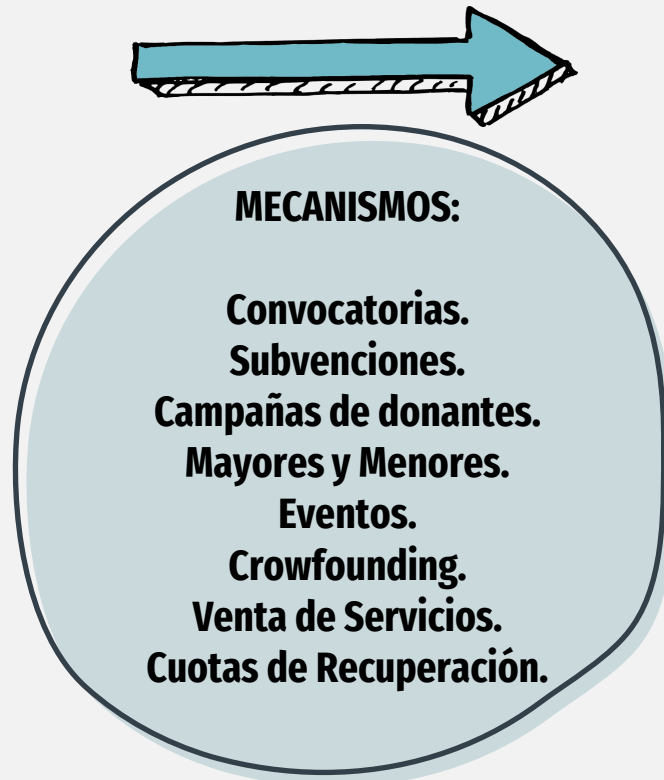 MECANISMOS:
Convocatorias.
Subvenciones.
Campañas de donantes.
Mayores y Menores.
Eventos.
Crowfounding.
Venta de Servicios.
Cuotas de Recuperación.